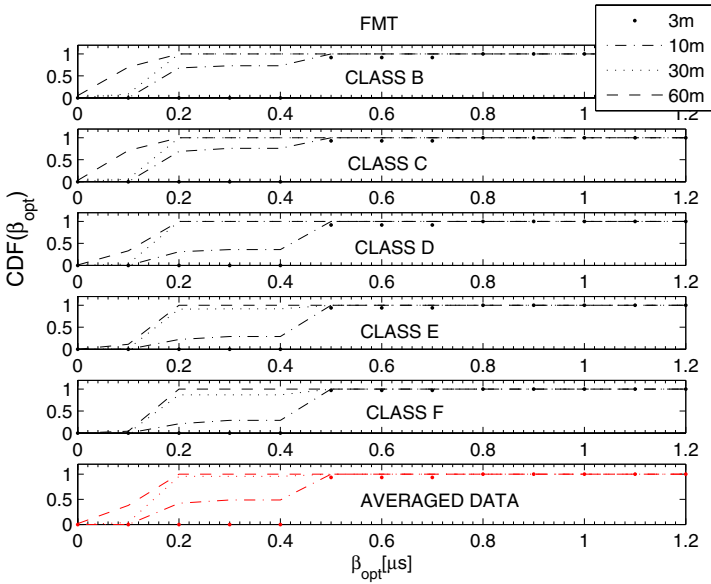 FMT
3m
10m
30m
60m
CDF(β_opt)
1
0.5
0
CLASS B
0 0.2 0.4 0.6 0.8 1 1.2
1
0.5
0
CLASS C
0 0.2 0.4 0.6 0.8 1 1.2
1
0.5
0
CLASS D
0 0.2 0.4 0.6 0.8 1 1.2
1
0.5
0
CLASS E
0 0.2 0.4 0.6 0.8 1 1.2
1
0.5
0
CLASS F
0 0.2 0.4 0.6 0.8 1 1.2
1
0.5
0
AVERAGED DATA
0 0.2 0.4 0.6 0.8 1 1.2
β_opt[μs]